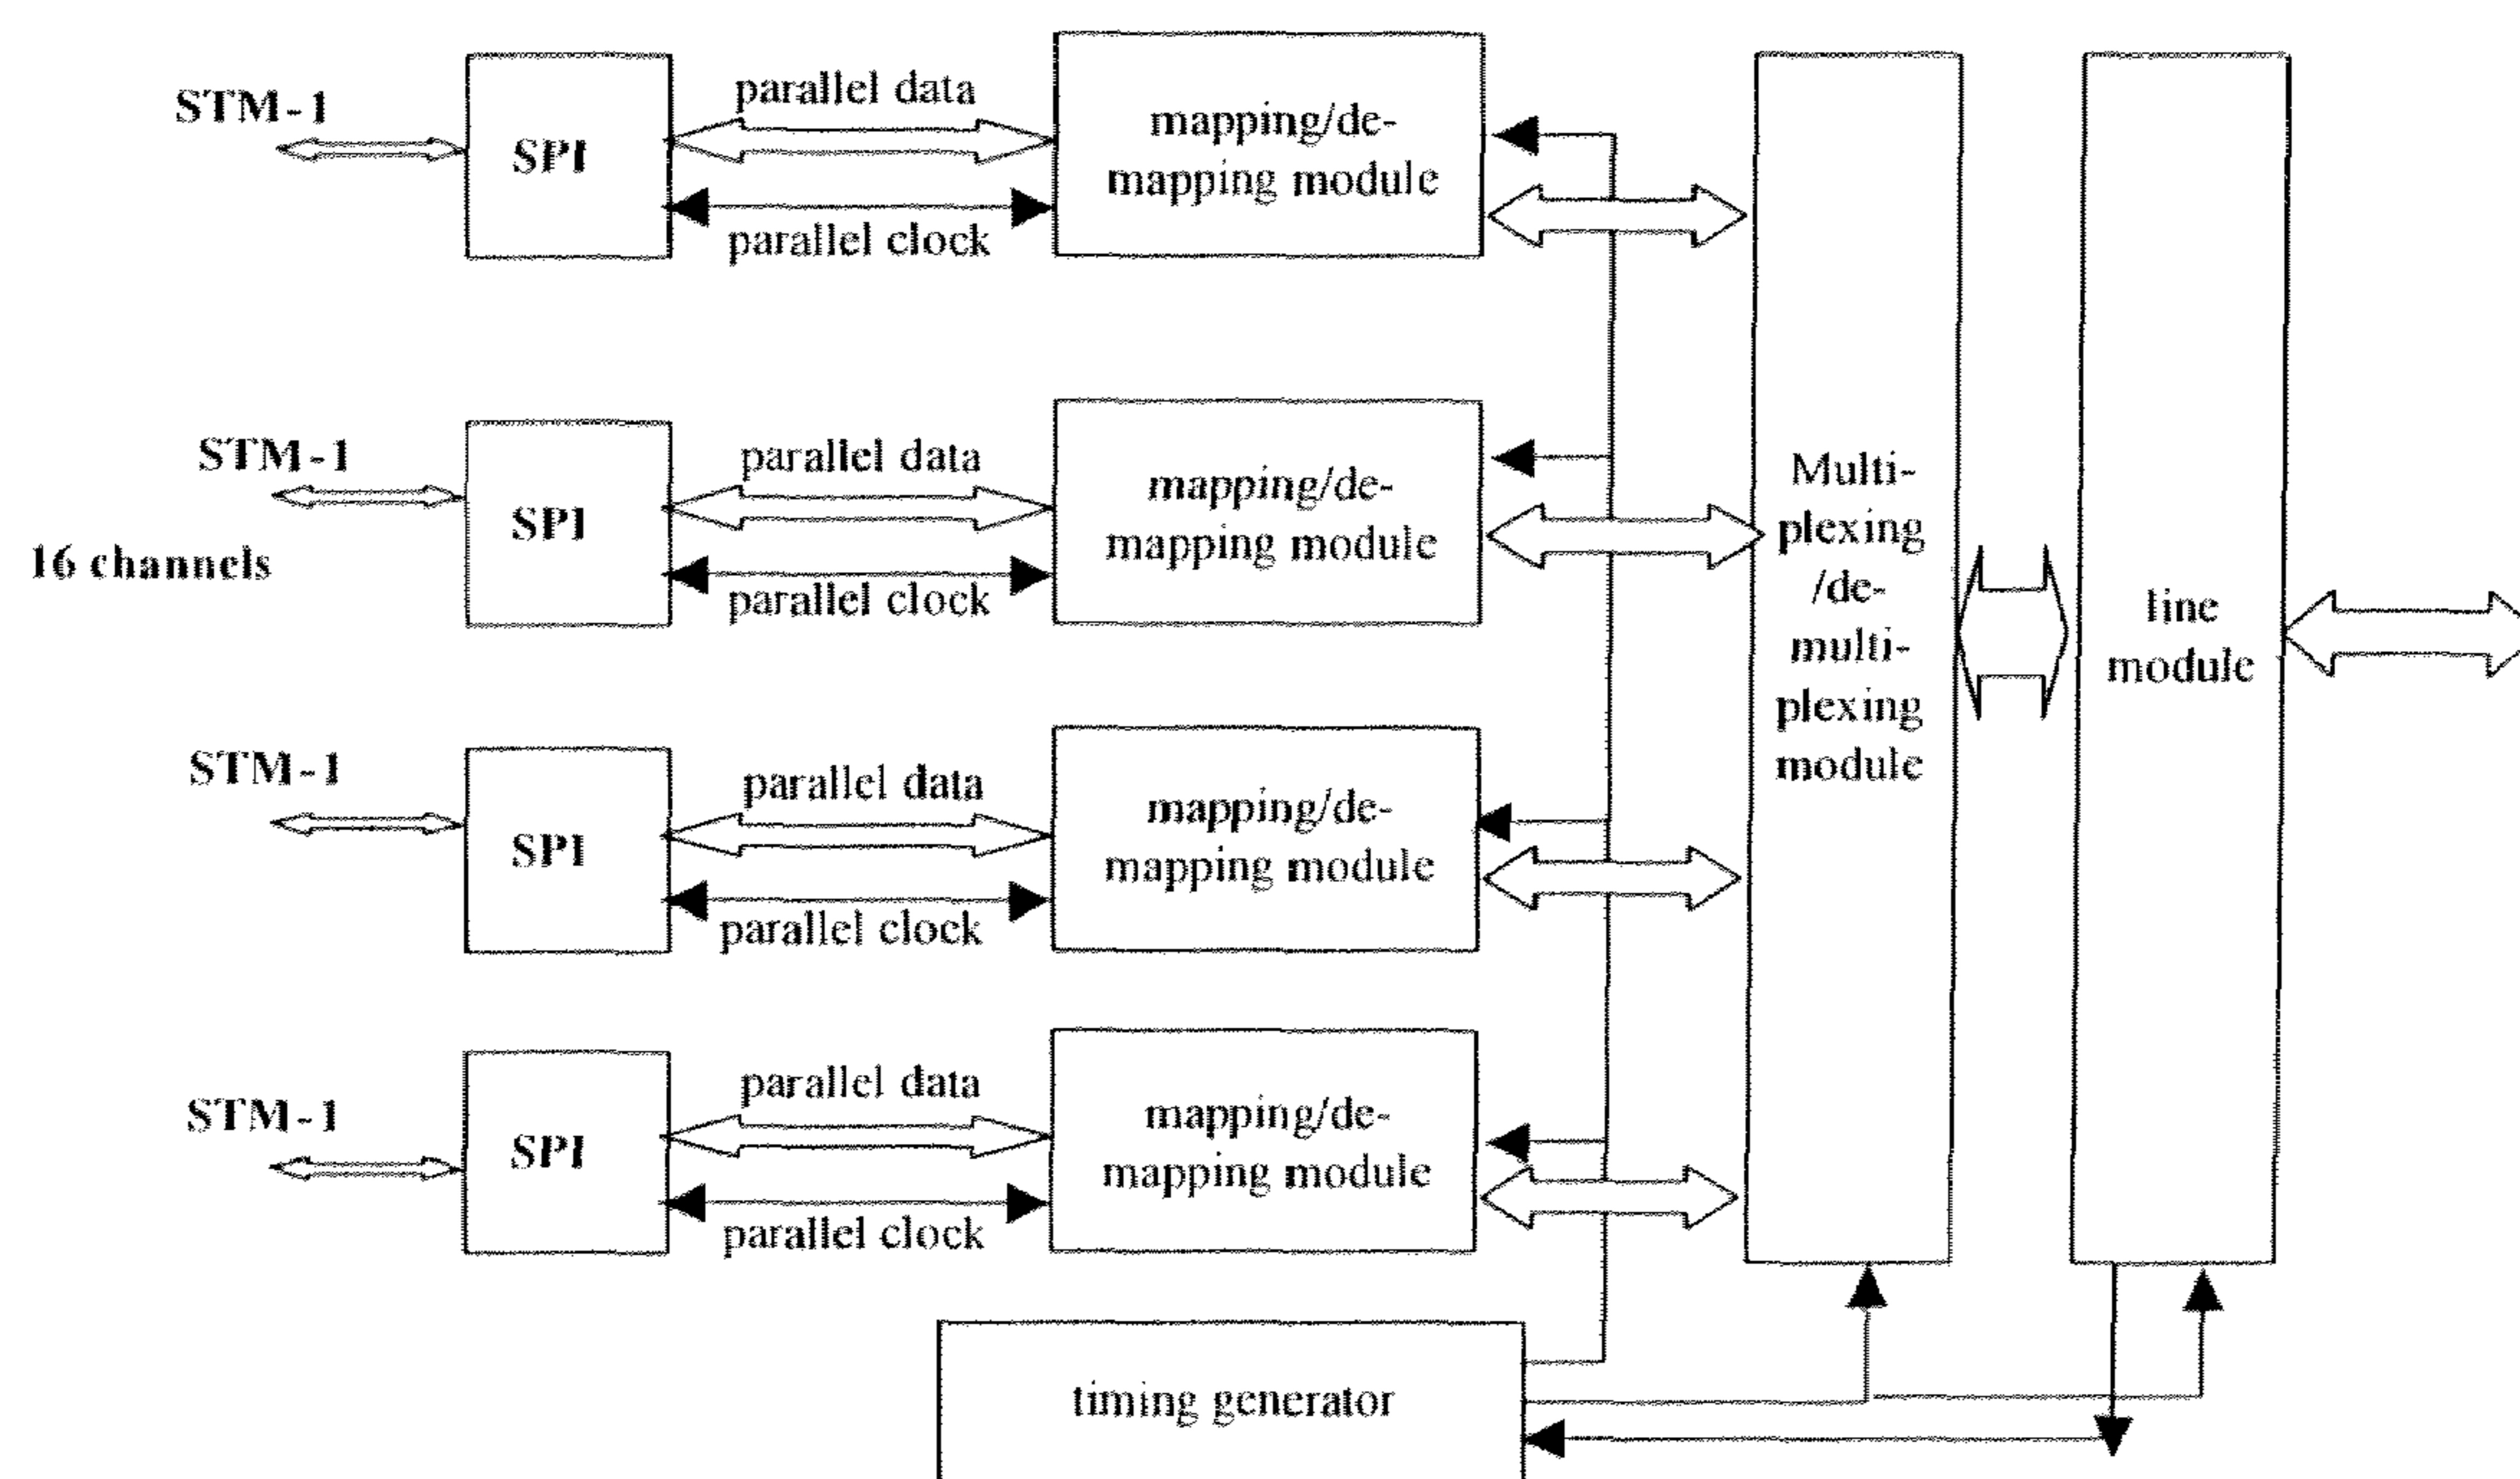 STM-1
SPI
parallel data
parallel clock
mapping/de-
mapping module
STM-1
16 channels
SPI
parallel data
parallel clock
mapping/de-
mapping module
STM-1
SPI
parallel data
parallel clock
mapping/de-
mapping module
STM-1
SPI
parallel data
parallel clock
mapping/de-
mapping module
Multi-
plexing
/de-
multi-
plexing
module
line
module
timing generator